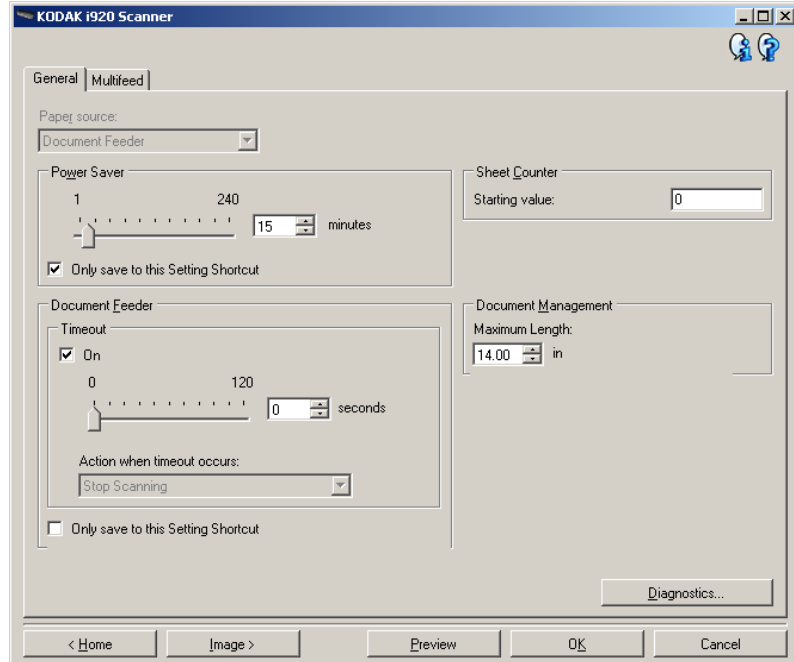 KODAK i920 Scanner
General Multifeed
Paper source:
Document Feeder
Power Saver
1 240
15 minutes
Only save to this Setting Shortcut
Sheet Counter
Starting value: 0
Document Feeder
Timeout
On
0 120
0 seconds
Action when timeout occurs:
Stop Scanning
Only save to this Setting Shortcut
Document Management
Maximum Length:
14.00 in
Diagnostics...
< Home Image > Preview OK Cancel